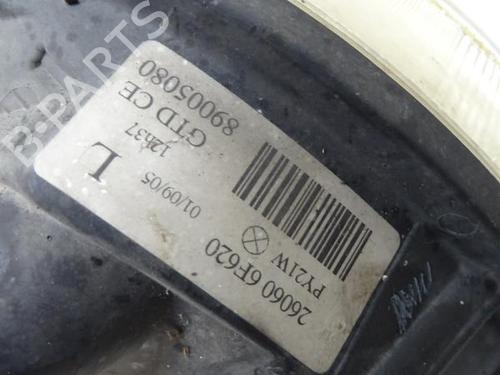 26060 6F620
PY21W
01/09/05
L
12h37
GTD CE
89005080
B-PARTS